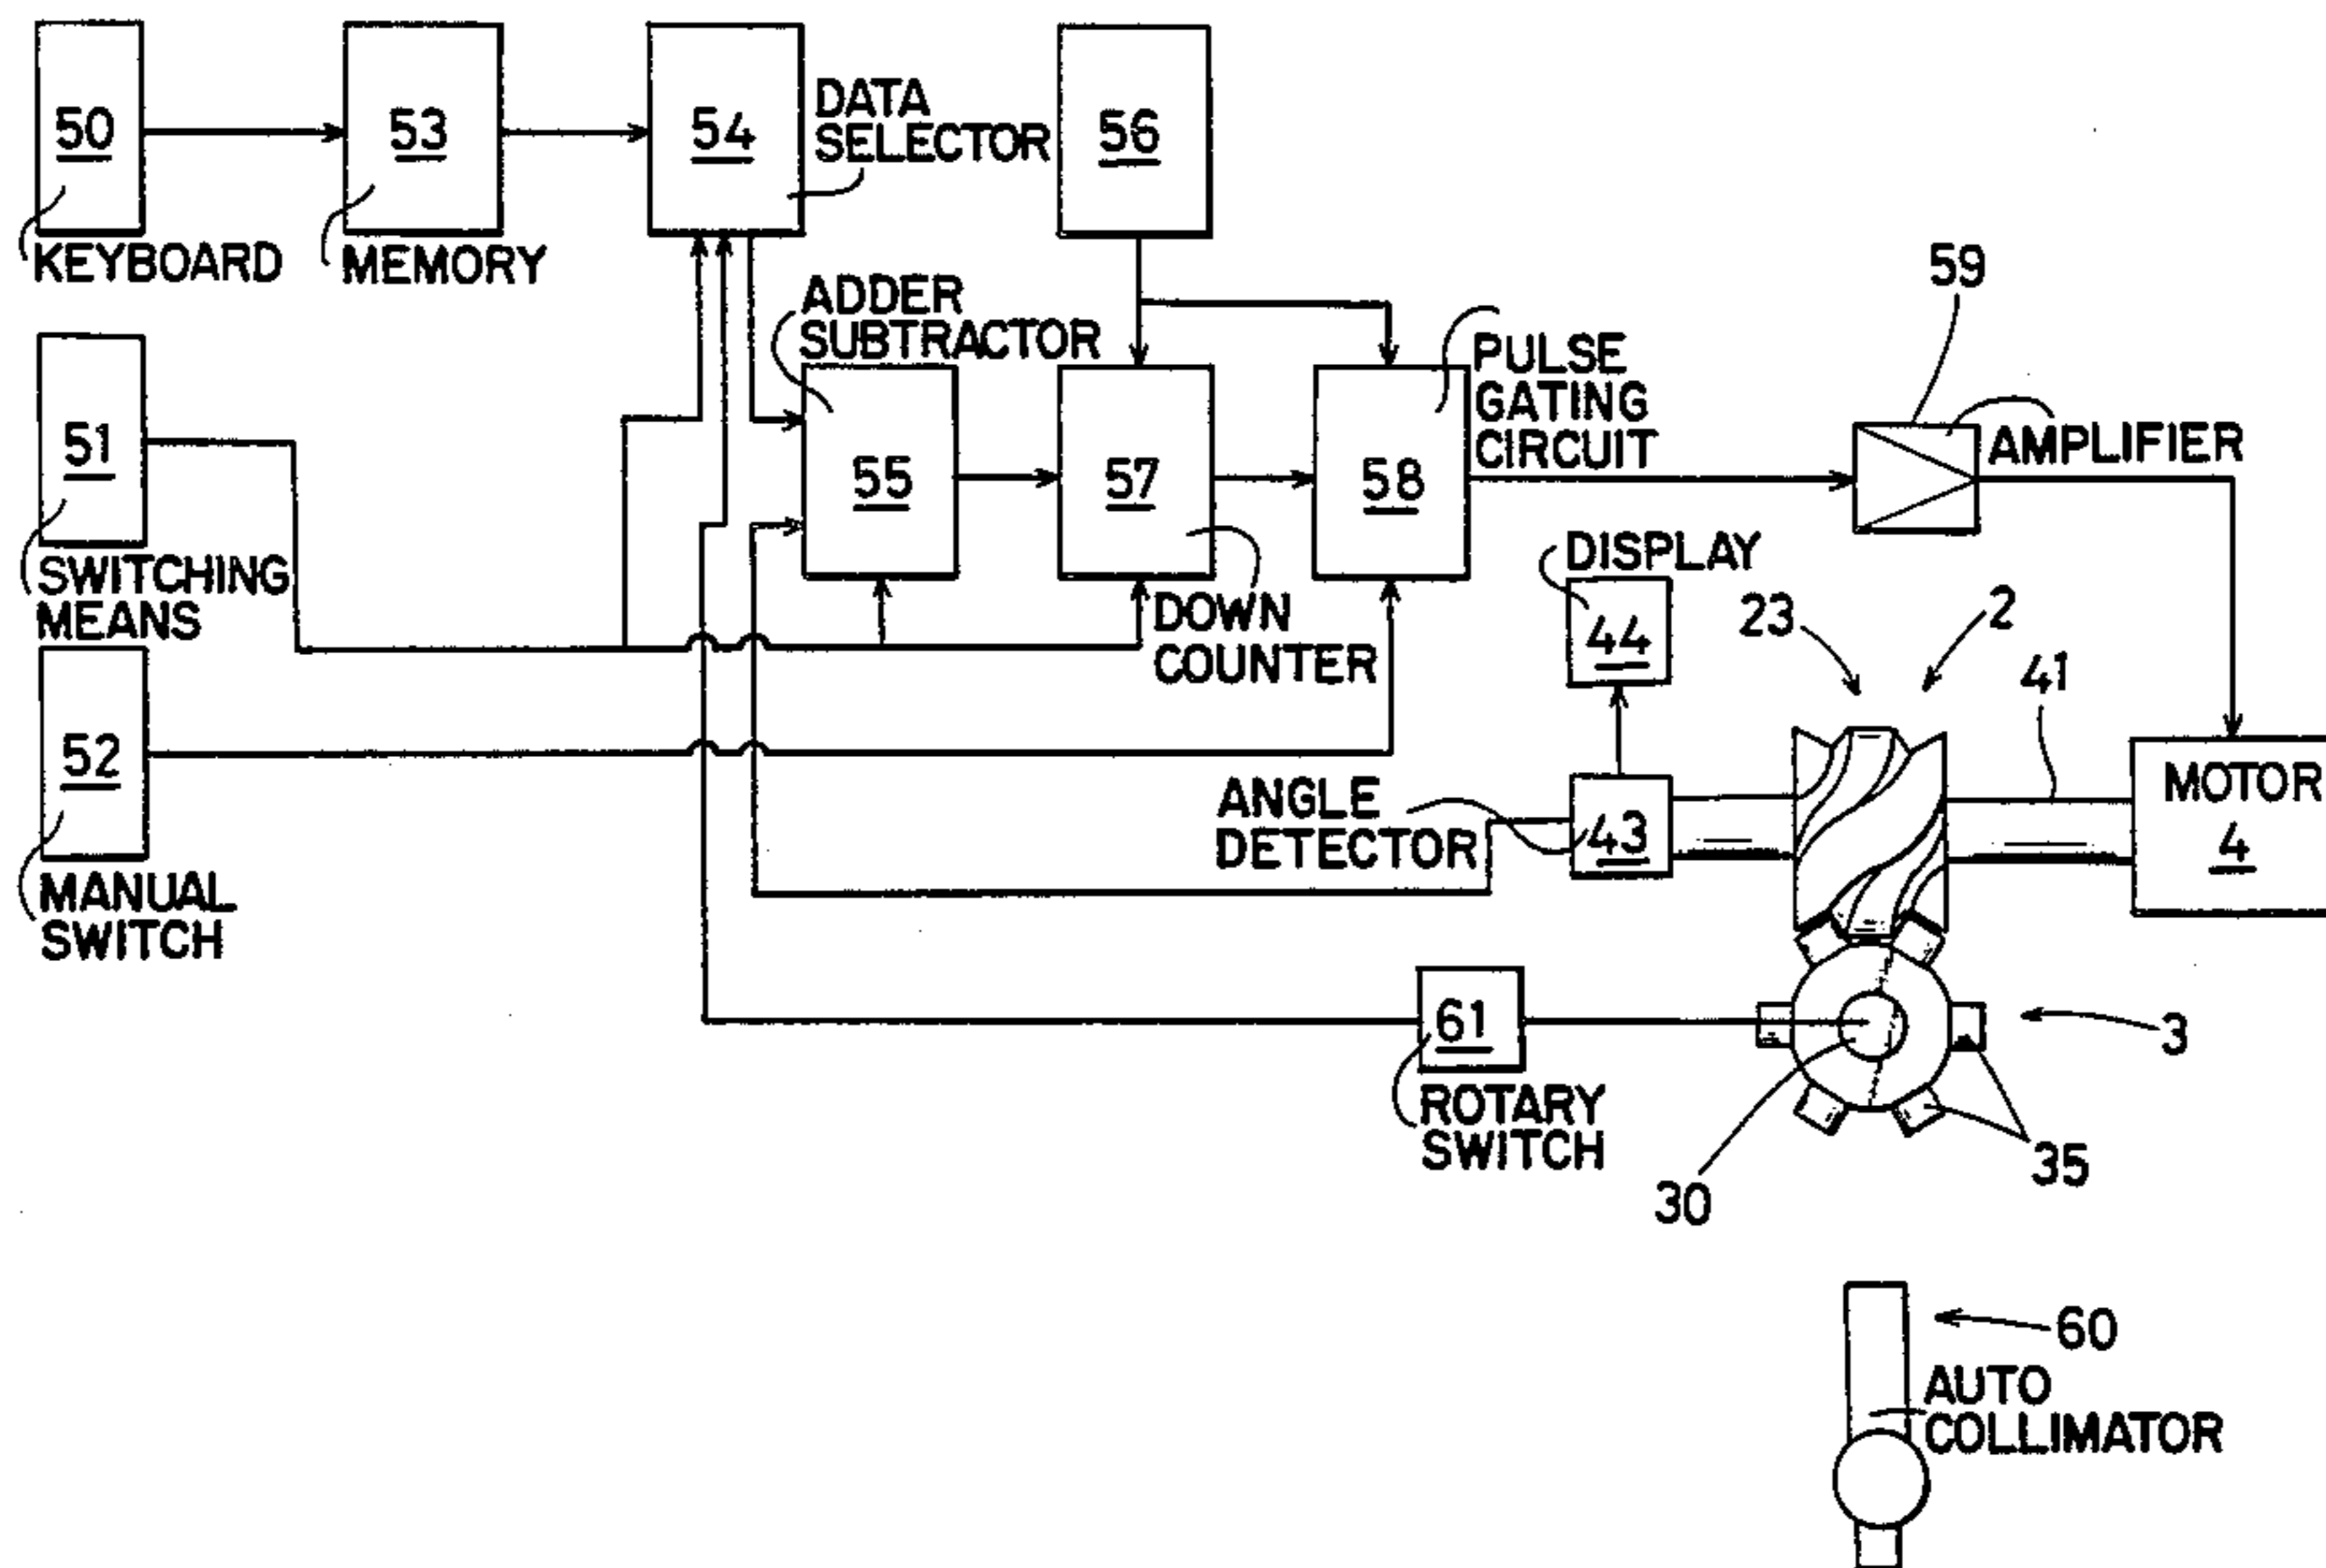 50
KEYBOARD
53
MEMORY
54
DATA
SELECTOR
56
51
SWITCHING
MEANS
ADDER
SUBTRACTOR
55
57
DOWN
COUNTER
58
PULSE
GATING
CIRCUIT
59
AMPLIFIER
52
MANUAL
SWITCH
DISPLAY
44
23
2
41
MOTOR
4
ANGLE
DETECTOR
43
61
ROTARY
SWITCH
3
35
30
60
AUTO
COLLIMATOR